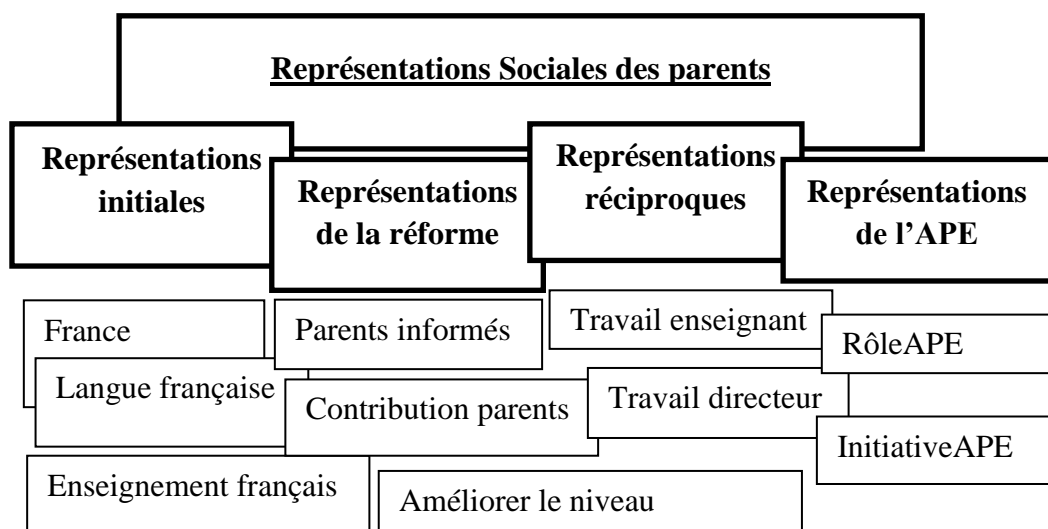 Représentations Sociales des parents
Représentations
initiales
Représentations
de la réforme
Représentations
réciproques
Représentations
de l’APE
France
Langue française
Enseignement français
Parents informés
Contribution parents
Améliorer le niveau
Travail enseignant
Travail directeur
RôleAPE
InitiativeAPE